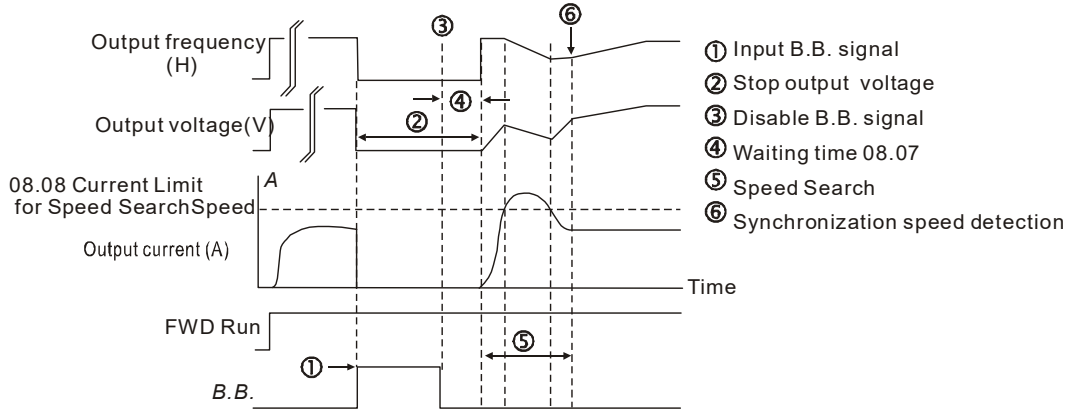 Output frequency
(H)
Output voltage(V)
08.08 Current Limit
for Speed SearchSpeed
A
Output current (A)
Time
FWD Run
B.B.
③
⑥
④
②
⑤
①
① Input B.B. signal
② Stop output voltage
③ Disable B.B. signal
④ Waiting time 08.07
⑤ Speed Search
⑥ Synchronization speed detection